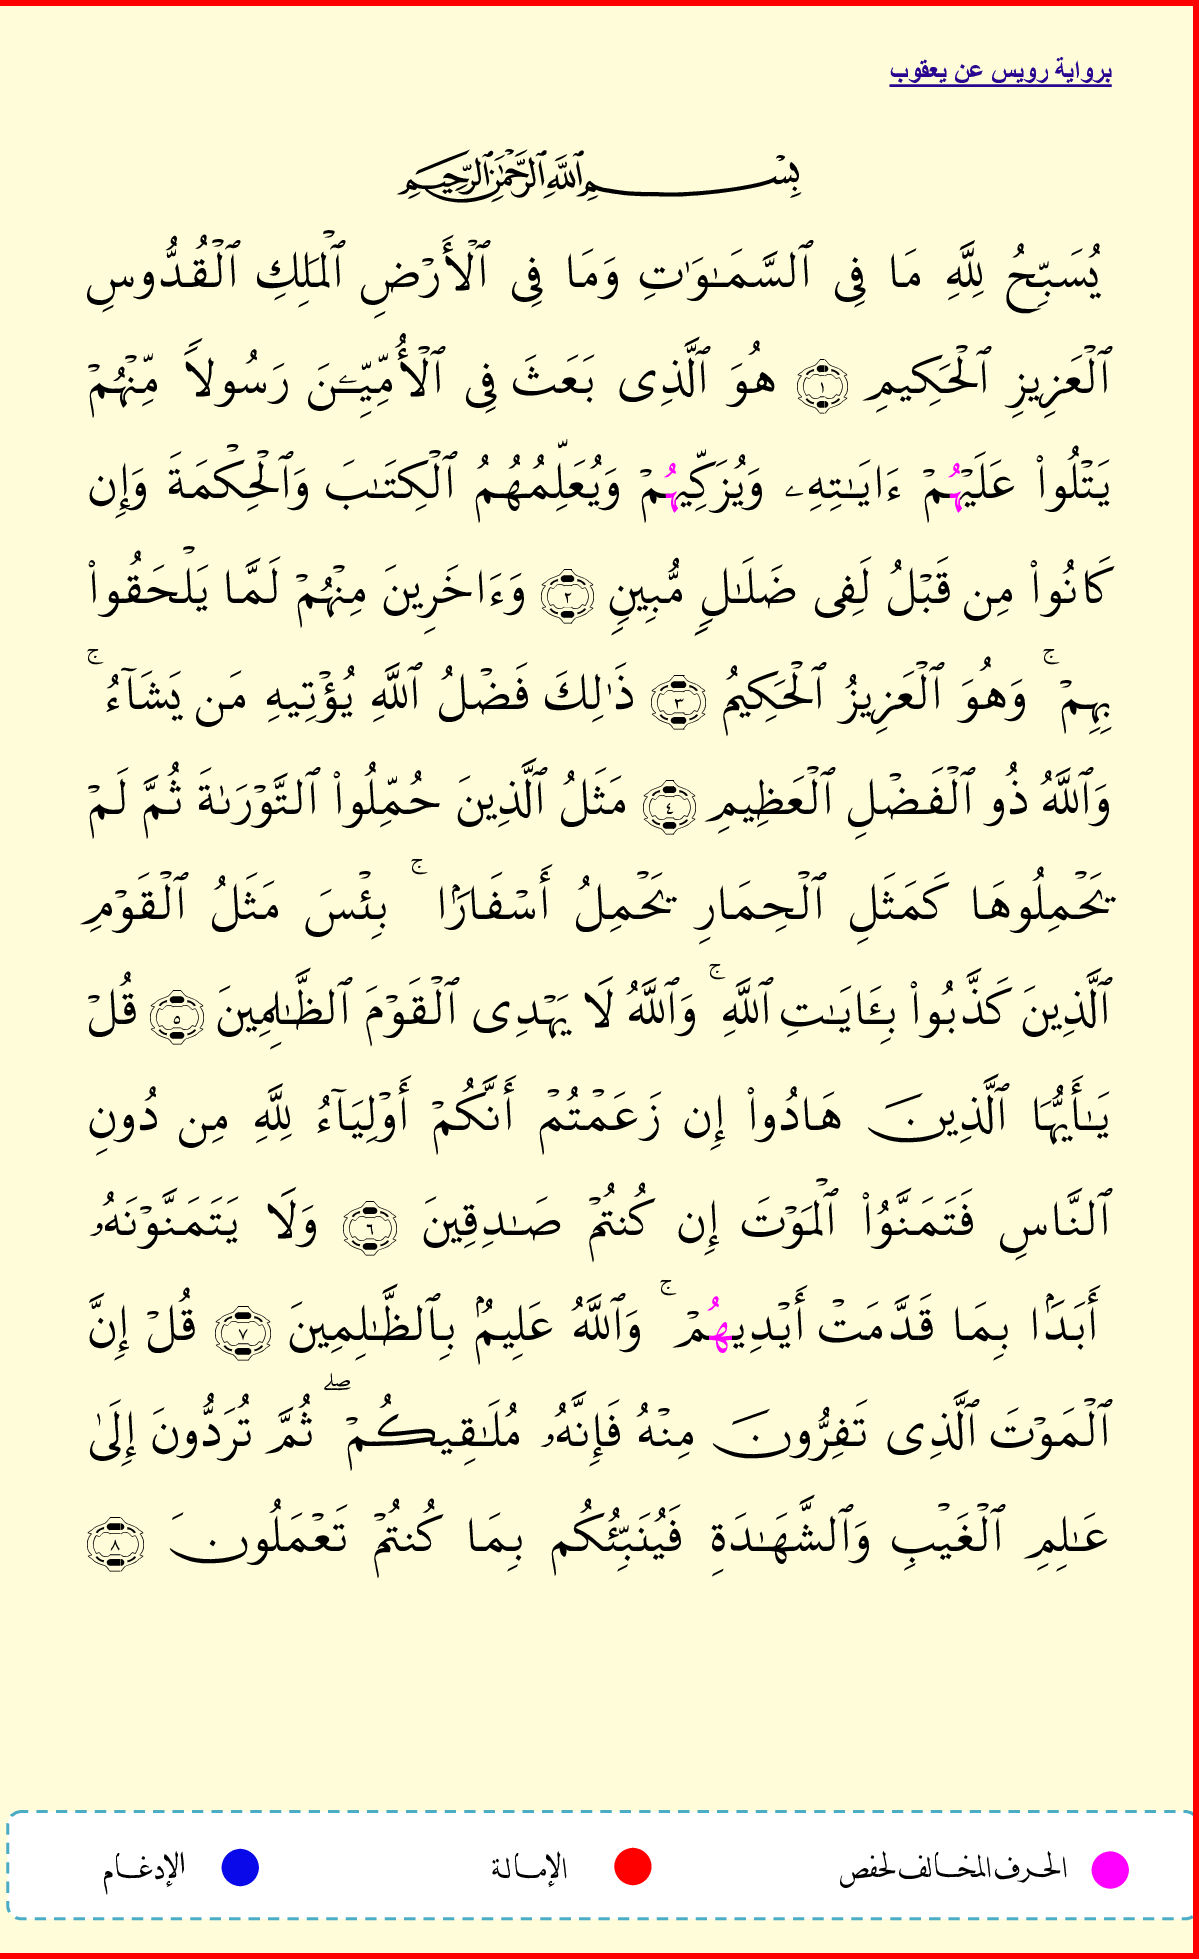 برواية رويس عن يعقوب
بِسْمِ ٱللَّهِ ٱلرَّحْمَٰنِ ٱلرَّحِيمِ
يُسَبِّحُ لِلَّهِ مَا فِى ٱلسَّمَـٰوَٰتِ وَمَا فِى ٱلْأَرْضِ ٱلْمَلِكِ ٱلْقُدُّوسِ
ٱلْعَزِيزِ ٱلْحَكِيمِ ١ هُوَ ٱلَّذِى بَعَثَ فِى ٱلْأُمِّيِّـۧنَ رَسُولاً مِّنْهُمْ
يَتْلُوا۟ عَلَيْهُمْ ءَايَـٰتِهِۦ وَيُزَكِّيهُمْ وَيُعَلِّمُهُمُ ٱلْكِتَـٰبَ وَٱلْحِكْمَةَ وَإِن
كَانُوا۟ مِن قَبْلُ لَفِى ضَلَـٰلٍ مُّبِينٍ ٢ وَءَاخَرِينَ مِنْهُمْ لَمَّا يَلْحَقُوا۟
بِهِمْ ۚ وَهُوَ ٱلْعَزِيزُ ٱلْحَكِيمُ ٣ ذَٰلِكَ فَضْلُ ٱللَّهِ يُؤْتِيهِ مَن يَشَآءُ ۚ
وَٱللَّهُ ذُو ٱلْفَضْلِ ٱلْعَظِيمِ ٤ مَثَلُ ٱلَّذِينَ حُمِّلُوا۟ ٱلتَّوْرَىٰةَ ثُمَّ لَمْ
يَحْمِلُوهَا كَمَثَلِ ٱلْحِمَارِ يَحْمِلُ أَسْفَارًۢا ۚ بِئْسَ مَثَلُ ٱلْقَوْمِ
ٱلَّذِينَ كَذَّبُوا۟ بِـَٔايَـٰتِ ٱللَّهِ ۚ وَٱللَّهُ لَا يَهْدِى ٱلْقَوْمَ ٱلظَّـٰلِمِينَ ٥ قُلْ
يَـٰٓأَيُّهَا ٱلَّذِينَ هَادُوا۟ إِن زَعَمْتُمْ أَنَّكُمْ أَوْلِيَآءُ لِلَّهِ مِن دُونِ
ٱلنَّاسِ فَتَمَنَّوُا۟ ٱلْمَوْتَ إِن كُنتُمْ صَـٰدِقِينَ ٦ وَلَا يَتَمَنَّوْنَهُۥ
أَبَدًۢا بِمَا قَدَّمَتْ أَيْدِيهُمْ ۚ وَٱللَّهُ عَلِيمٌۢ بِٱلظَّـٰلِمِينَ ٧ قُلْ إِنَّ
ٱلْمَوْتَ ٱلَّذِى تَفِرُّونَ مِنْهُ فَإِنَّهُۥ مُلَـٰقِيكُمْ ۖ ثُمَّ تُرَدُّونَ إِلَىٰ
عَـٰلِمِ ٱلْغَيْبِ وَٱلشَّهَـٰدَةِ فَيُنَبِّئُكُم بِمَا كُنتُمْ تَعْمَلُونَ ٨
الحرف المخالف لحفص الإمالة الإدغام